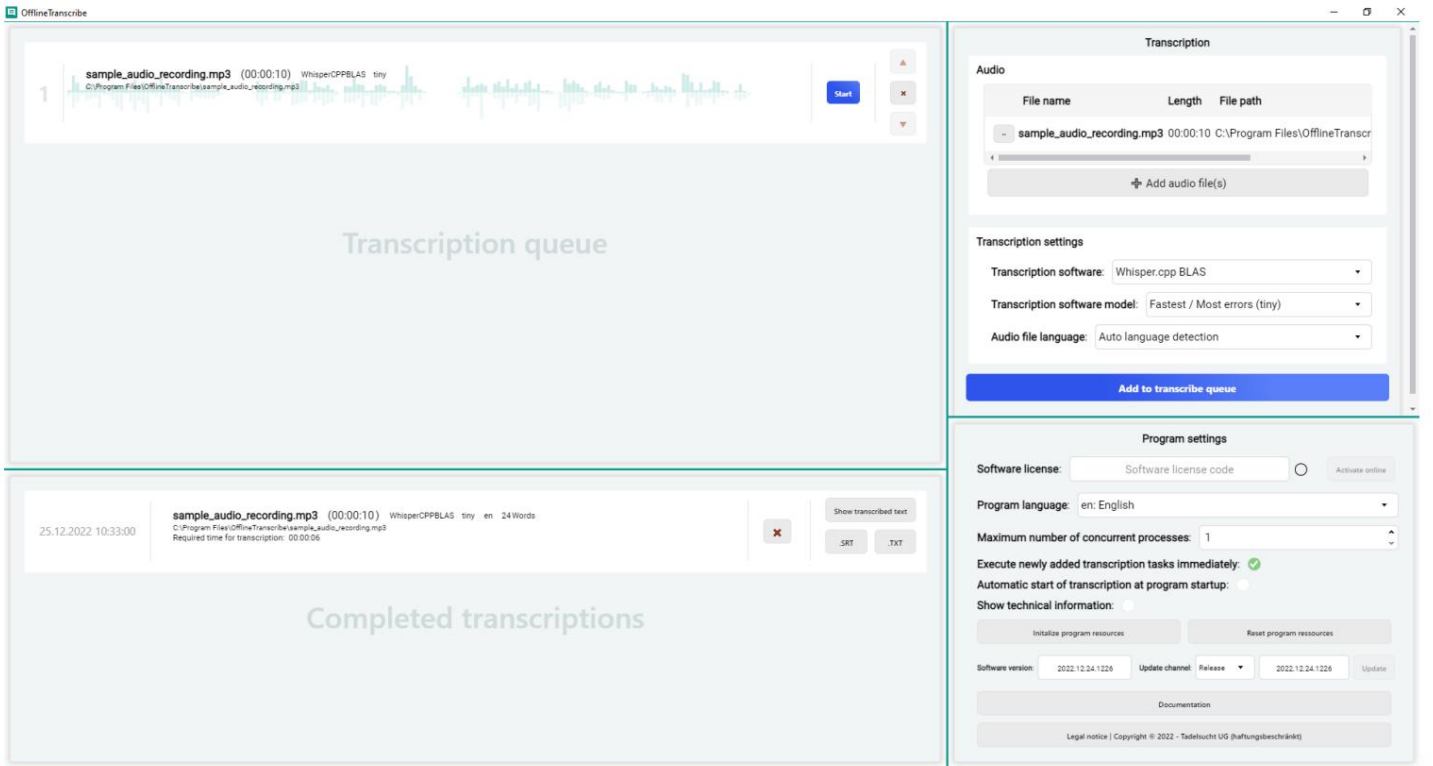 OfflineTranscribe
1
sample_audio_recording.mp3 (00:00:10) WhisperCPPBLAS tiny
C:\Program Files\OfflineTranscribe\sample_audio_recording.mp3
Start
Transcription queue
25.12.2022 10:33:00
sample_audio_recording.mp3 (00:00:10) WhisperCPPBLAS tiny en 24Words
C:\Program Files\OfflineTranscribe\sample_audio_recording.mp3
Required time for transcription: 00:00:06
Show transcribed text
.SRT .TXT
Completed transcriptions
Transcription
Audio
File name Length File path
- sample_audio_recording.mp3 00:00:10 C:\Program Files\OfflineTranscr
Add audio file(s)
Transcription settings
Transcription software: Whisper.cpp BLAS
Transcription software model: Fastest / Most errors (tiny)
Audio file language: Auto language detection
Add to transcribe queue
Program settings
Software license: Software license code Activate online
Program language: en: English
Maximum number of concurrent processes: 1
Execute newly added transcription tasks immediately:
Automatic start of transcription at program startup:
Show technical information:
Initalize program resources Reset program ressources
Software version: 2022.12.24.1226 Update channel: Release 2022.12.24.1226 Update
Documentation
Legal notice | Copyright © 2022 - Tadelsucht UG (haftungsbeschränkt)